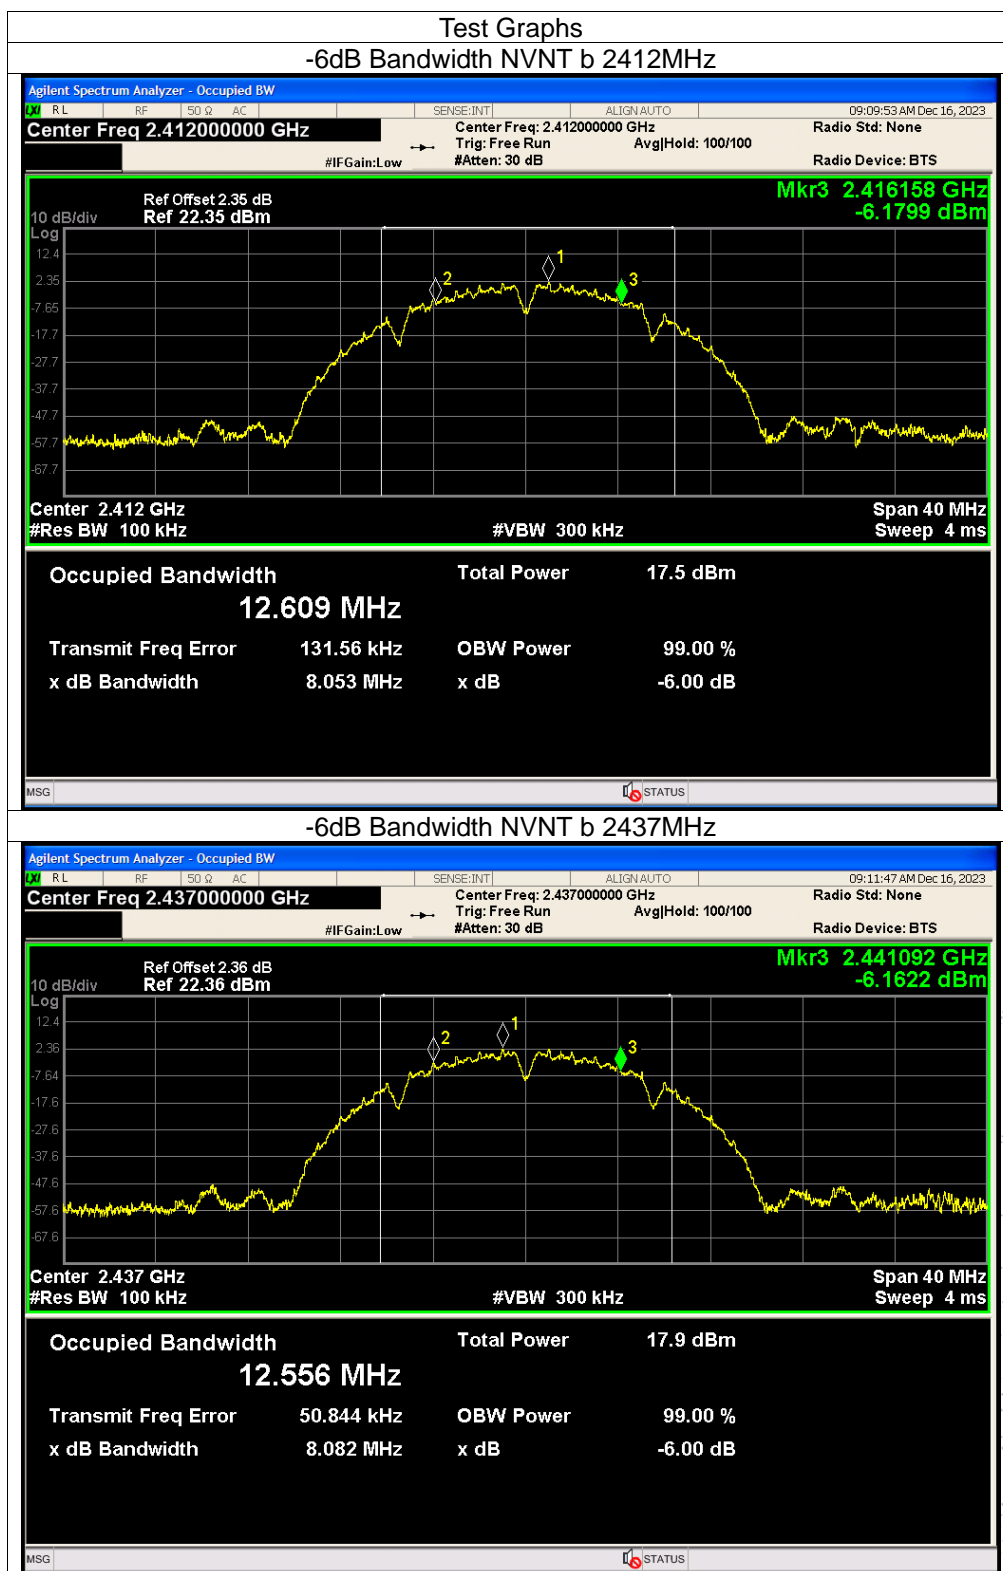 Test Graphs
-6dB Bandwidth NVNT b 2412MHz
Agilent Spectrum Analyzer - Occupied BW
LXI RL RF 50 Ω AC SENSE:INT ALIGN AUTO 09:09:53 AM Dec 16, 2023
Center Freq 2.412000000 GHz Center Freq: 2.412000000 GHz Radio Std: None
Trig: Free Run Avg|Hold: 100/100
#IFGain:Low #Atten: 30 dB Radio Device: BTS
Mkr3 2.416158 GHz
Ref Offset 2.35 dB
-6.1799 dBm
10 dB/div Ref 22.35 dBm
Log
12.4
1
2.35
2
3
-7.65
-17.7
-27.7
-37.7
-47.7
-57.7
-67.7
Center 2.412 GHz Span 40 MHz
#Res BW 100 kHz #VBW 300 kHz Sweep 4 ms
Occupied Bandwidth Total Power 17.5 dBm
12.609 MHz
Transmit Freq Error 131.56 kHz OBW Power 99.00 %
x dB Bandwidth 8.053 MHz x dB -6.00 dB
MSG STATUS
-6dB Bandwidth NVNT b 2437MHz
Agilent Spectrum Analyzer - Occupied BW
LXI RL RF 50 Ω AC SENSE:INT ALIGN AUTO 09:11:47 AM Dec 16, 2023
Center Freq 2.437000000 GHz Center Freq: 2.437000000 GHz Radio Std: None
Trig: Free Run Avg|Hold: 100/100
#IFGain:Low #Atten: 30 dB Radio Device: BTS
Mkr3 2.441092 GHz
Ref Offset 2.36 dB
-6.1622 dBm
10 dB/div Ref 22.36 dBm
Log
12.4
1
2.36
2
3
-7.64
-17.6
-27.6
-37.6
-47.6
-57.6
-67.6
Center 2.437 GHz Span 40 MHz
#Res BW 100 kHz #VBW 300 kHz Sweep 4 ms
Occupied Bandwidth Total Power 17.9 dBm
12.556 MHz
Transmit Freq Error 50.844 kHz OBW Power 99.00 %
x dB Bandwidth 8.082 MHz x dB -6.00 dB
MSG STATUS